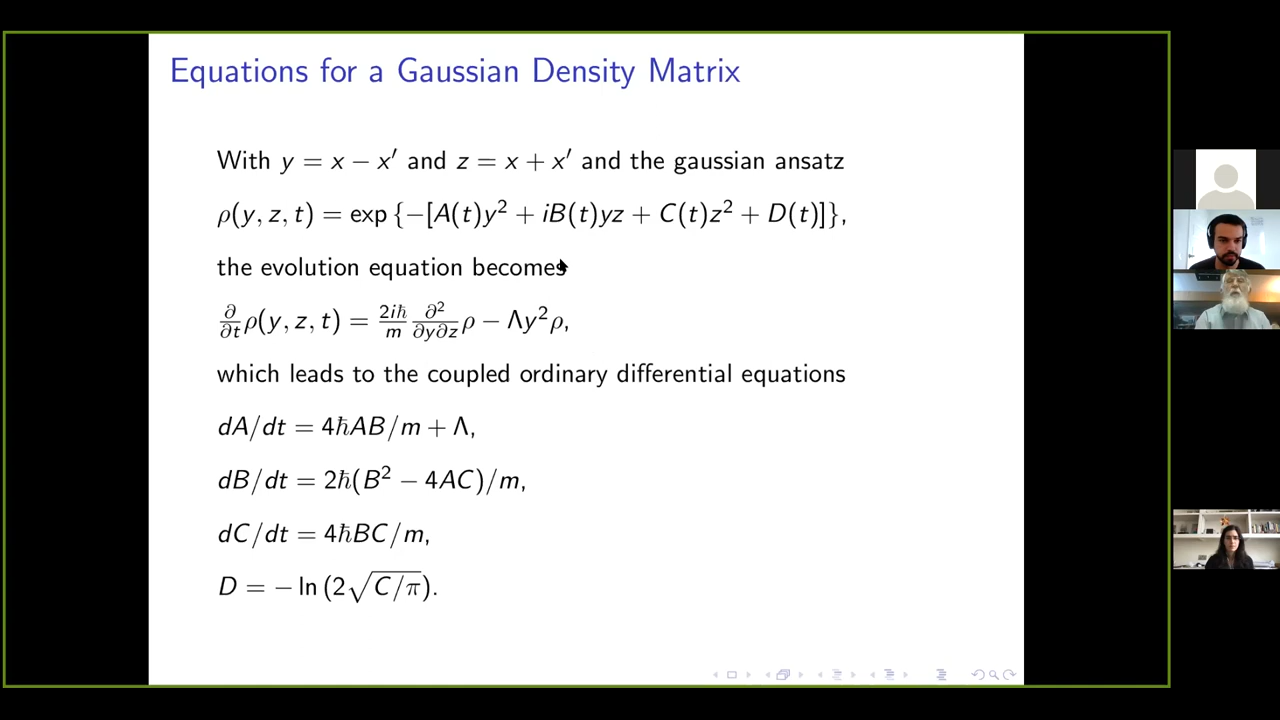 Equations for a Gaussian Density Matrix
With y = x − x′ and z = x + x′ and the gaussian ansatz
ρ(y, z, t) = exp {−[A(t)y² + iB(t)yz + C(t)z² + D(t)]},
the evolution equation becomes
∂/∂t ρ(y, z, t) = 2iℏ/m ∂²/∂y∂z ρ − Λy²ρ,
which leads to the coupled ordinary differential equations
dA/dt = 4ℏAB/m + Λ,
dB/dt = 2ℏ(B² − 4AC)/m,
dC/dt = 4ℏBC/m,
D = − ln (2√C/π).